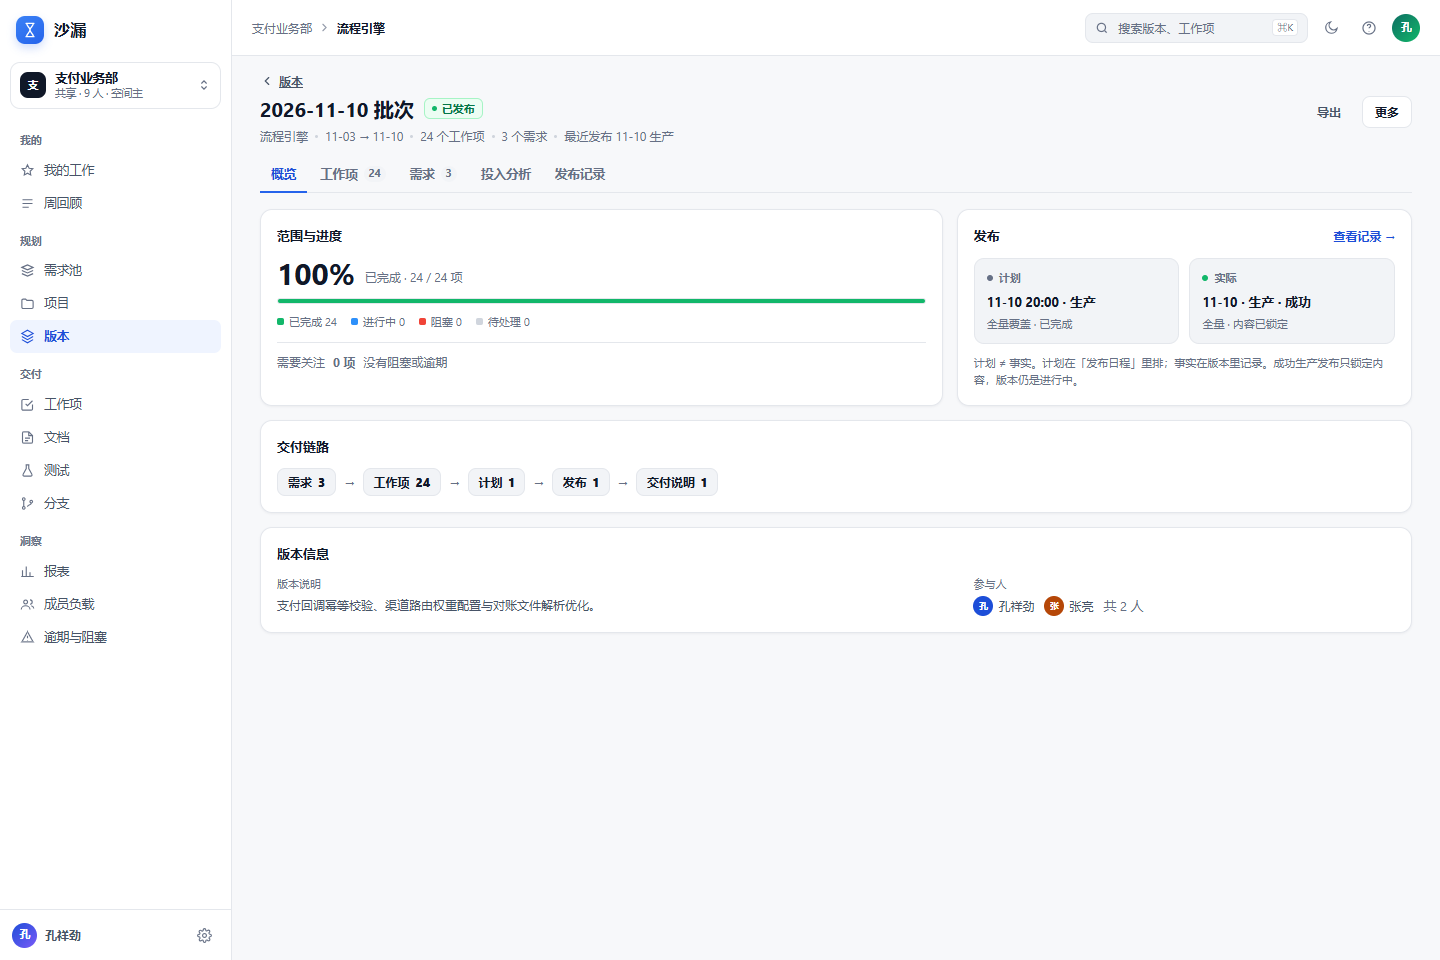 沙漏
支
支付业务部
共享 · 9 人 · 空间主
我的
我的工作
周回顾
规划
需求池
项目
版本
交付
工作项
文档
测试
分支
洞察
报表
成员负载
逾期与阻塞
孔
孔祥劲
支付业务部
流程引擎
搜索版本、工作项
⌘K
孔
版本
2026-11-10 批次
已发布
导出
更多
流程引擎 · 11-03 → 11-10 · 24 个工作项 · 3 个需求 · 最近发布 11-10 生产
概览
工作项 24
需求 3
投入分析
发布记录
范围与进度
100% 已完成 · 24 / 24 项
已完成 24
进行中 0
阻塞 0
待处理 0
需要关注 0 项 没有阻塞或逾期
发布
查看记录 →
计划
11-10 20:00 · 生产
全量覆盖 · 已完成
实际
11-10 · 生产 · 成功
全量 · 内容已锁定
计划 ≠ 事实。计划在「发布日程」里排；事实在版本里记录。成功生产发布只锁定内
容，版本仍是进行中。
交付链路
需求 3 → 工作项 24 → 计划 1 → 发布 1 → 交付说明 1
版本信息
版本说明
支付回调幂等校验、渠道路由权重配置与对账文件解析优化。
参与人
孔 孔祥劲 张 张亮 共 2 人